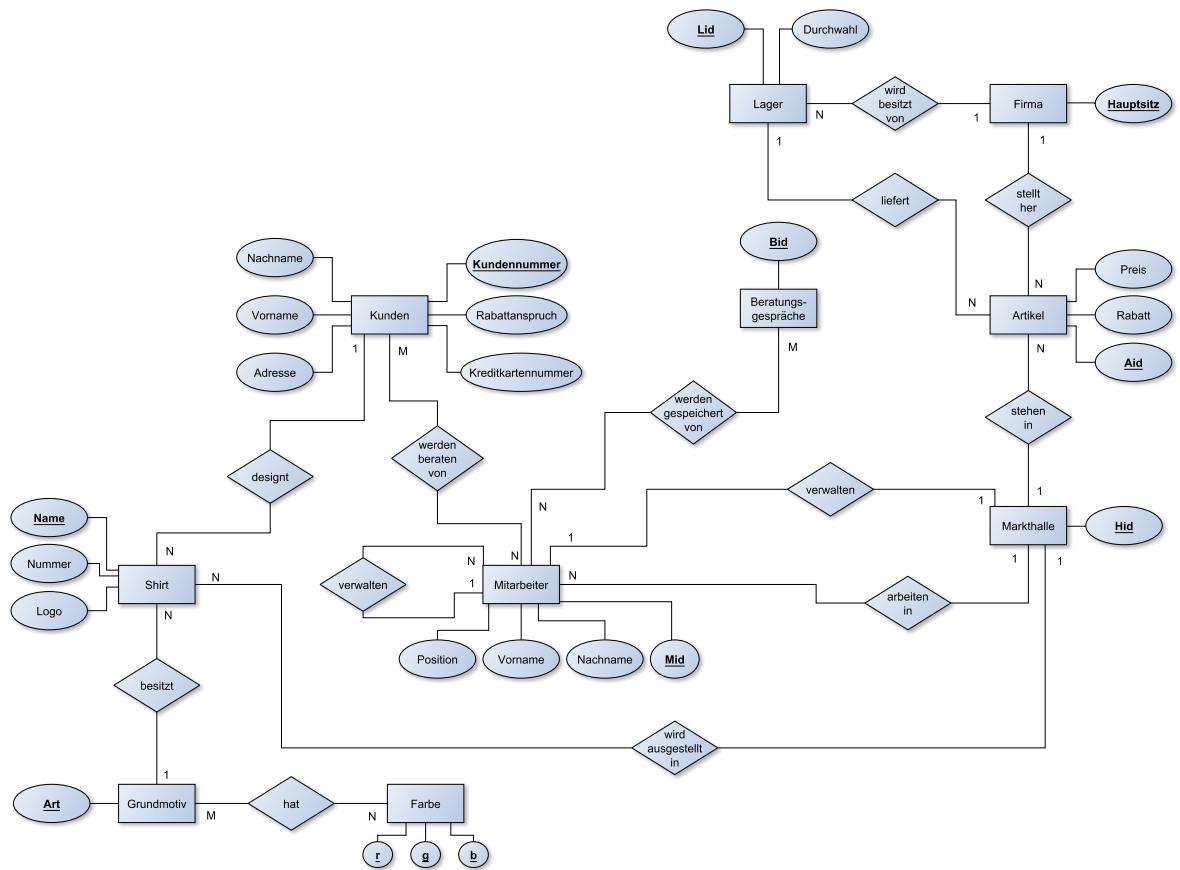 Lid
Durchwahl
Lager
N
wird
besitzt
von
1
Firma
Hauptsitz
1
1
liefert
stellt
her
Bid
Nachname
Kundennummer
Beratungs-
gespräche
N
N
Preis
Vorname
Kunden
Rabattanspruch
Artikel
Rabatt
1
M
M
N
Adresse
Kreditkartennummer
Aid
werden
gespeichert
von
stehen
in
werden
beraten
von
designt
verwalten
1
1
Name
N
1
Markthalle
Hid
Nummer
N
N
N
1
1
Shirt
N
verwalten
1
Mitarbeiter
N
Logo
N
arbeiten
in
Position
Vorname
Nachname
Mid
besitzt
wird
ausgestellt
in
1
Art
Grundmotiv
M
hat
N
Farbe
r
g
b